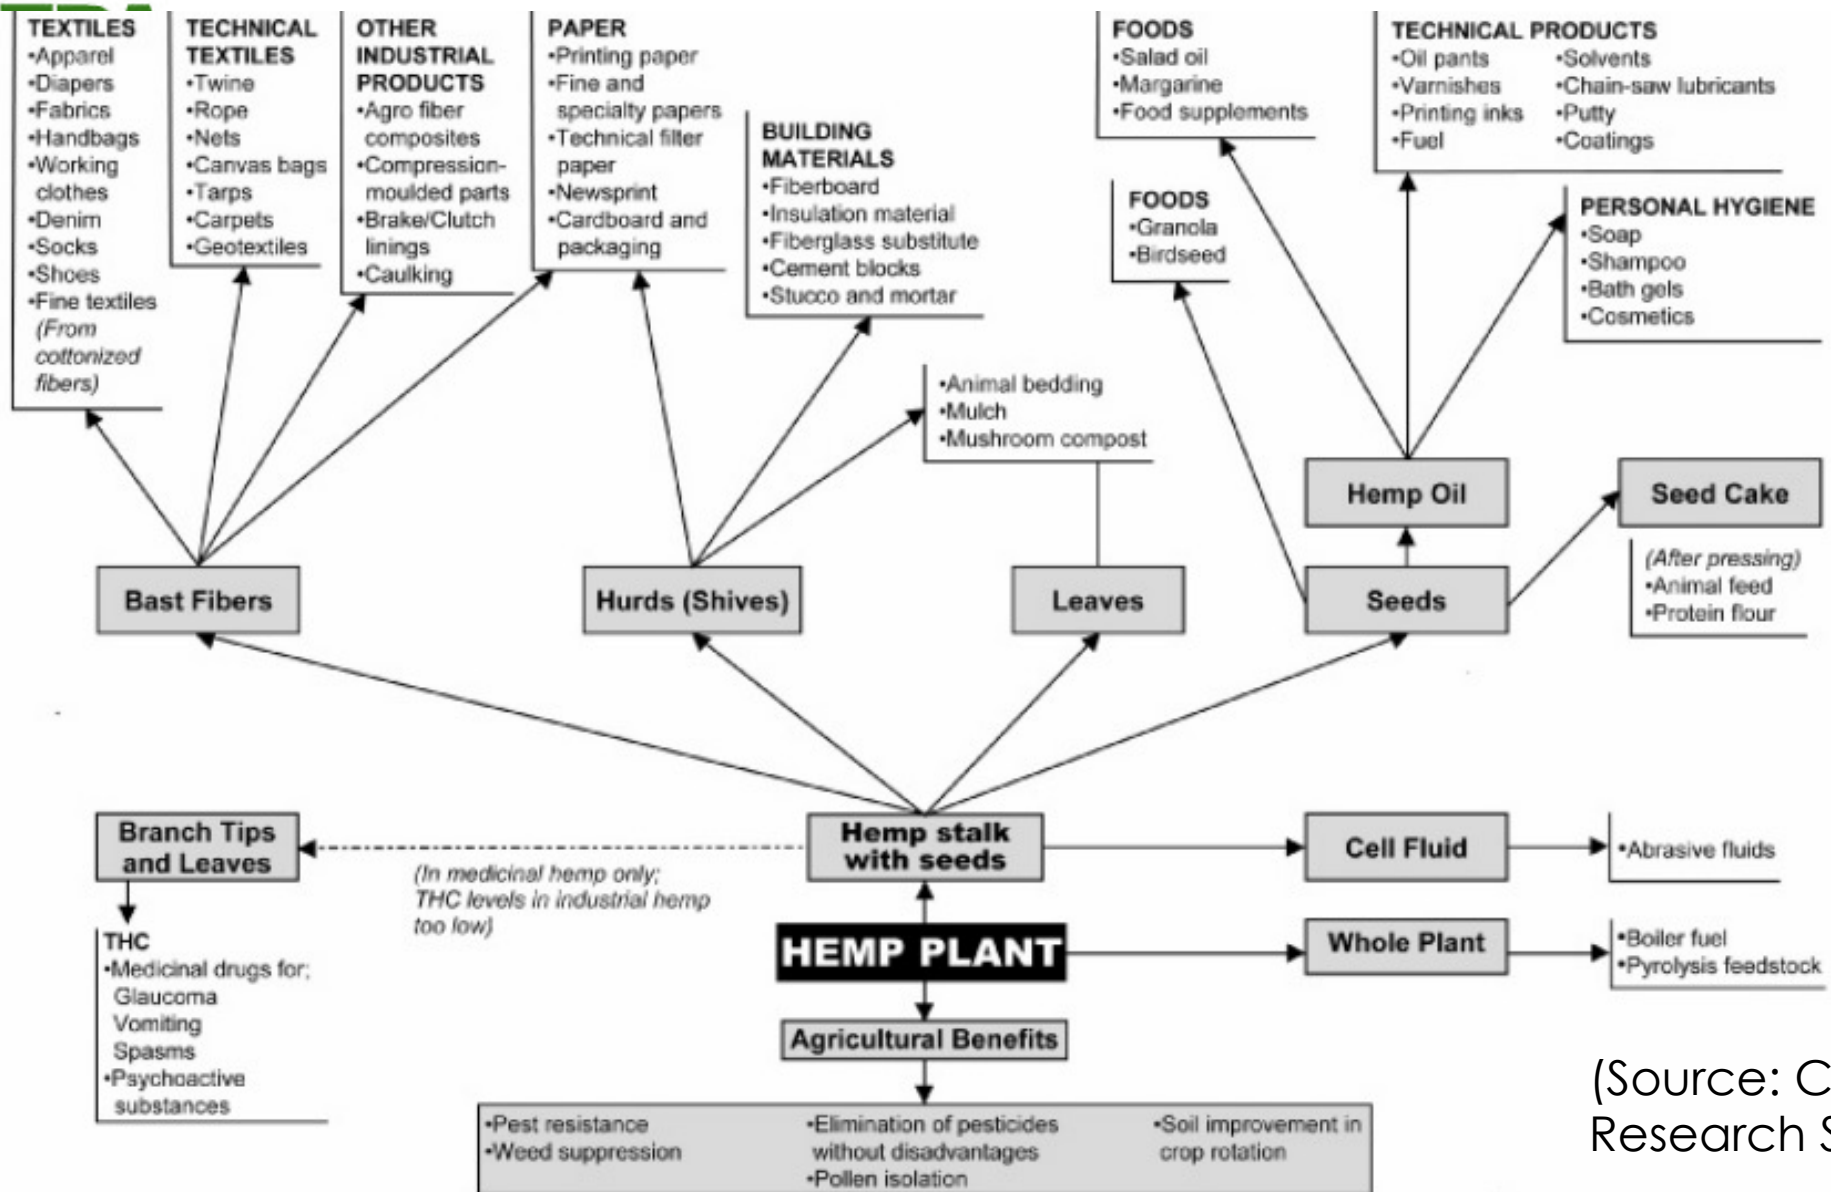 TEXTILES
•Apparel
•Diapers
•Fabrics
•Handbags
•Working
clothes
•Denim
•Socks
•Shoes
•Fine textiles
(From
cottonized
fibers)
TECHNICAL
TEXTILES
•Twine
•Rope
•Nets
•Canvas bags
•Tarps
•Carpets
•Geotextiles
OTHER
INDUSTRIAL
PRODUCTS
•Agro fiber
composites
•Compression-
moulded parts
•Brake/Clutch
linings
•Caulking
PAPER
•Printing paper
•Fine and
specialty papers
•Technical filter
paper
•Newsprint
•Cardboard and
packaging
BUILDING
MATERIALS
•Fiberboard
•Insulation material
•Fiberglass substitute
•Cement blocks
•Stucco and mortar
•Animal bedding
•Mulch
•Mushroom compost
FOODS
•Salad oil
•Margarine
•Food supplements
FOODS
•Granola
•Birdseed
TECHNICAL PRODUCTS
•Oil pants •Solvents
•Varnishes •Chain-saw lubricants
•Printing inks •Putty
•Fuel •Coatings
PERSONAL HYGIENE
•Soap
•Shampoo
•Bath gels
•Cosmetics
Hemp Oil
Seed Cake
(After pressing)
•Animal feed
•Protein flour
Bast Fibers
Hurds (Shives)
Leaves
Seeds
Branch Tips
and Leaves
(In medicinal hemp only;
THC levels in industrial hemp
too low)
Hemp stalk
with seeds
Cell Fluid
•Abrasive fluids
THC
•Medicinal drugs for;
Glaucoma
Vomiting
Spasms
•Psychoactive
substances
HEMP PLANT
Whole Plant
•Boiler fuel
•Pyrolysis feedstock
Agricultural Benefits
•Pest resistance
•Weed suppression
•Elimination of pesticides
without disadvantages
•Pollen isolation
•Soil improvement in
crop rotation
(Source: C
Research S